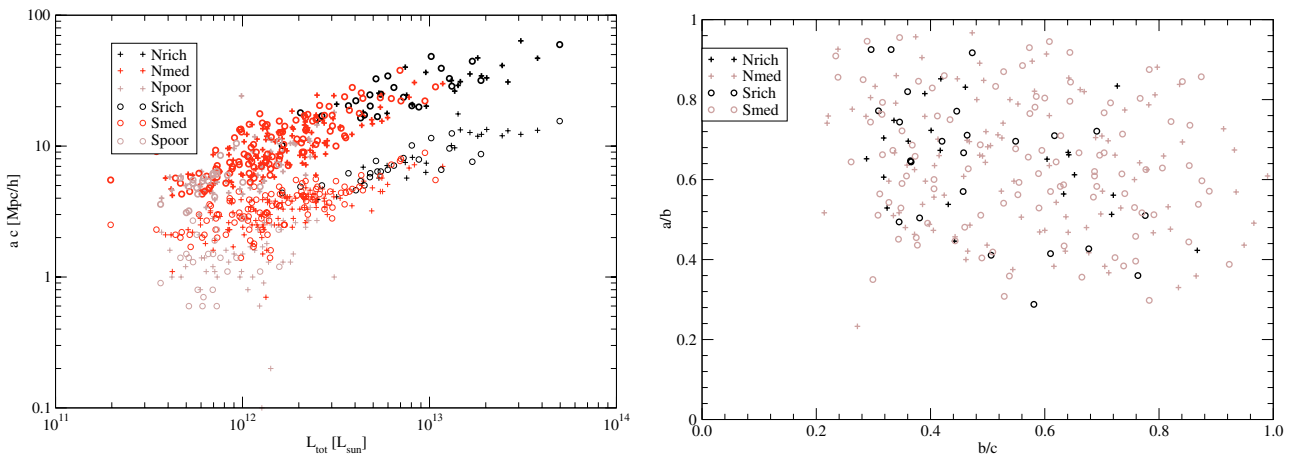 100
10
1
0.1
a c [Mpc/h]
Nrich
Nmed
Npoor
Srich
Smed
Spoor
10^11
10^12
10^13
10^14
L_tot [L_sun]
1
0.8
0.6
0.4
0.2
0
a/b
Nrich
Nmed
Srich
Smed
0.0
0.2
0.4
0.6
0.8
1.0
b/c